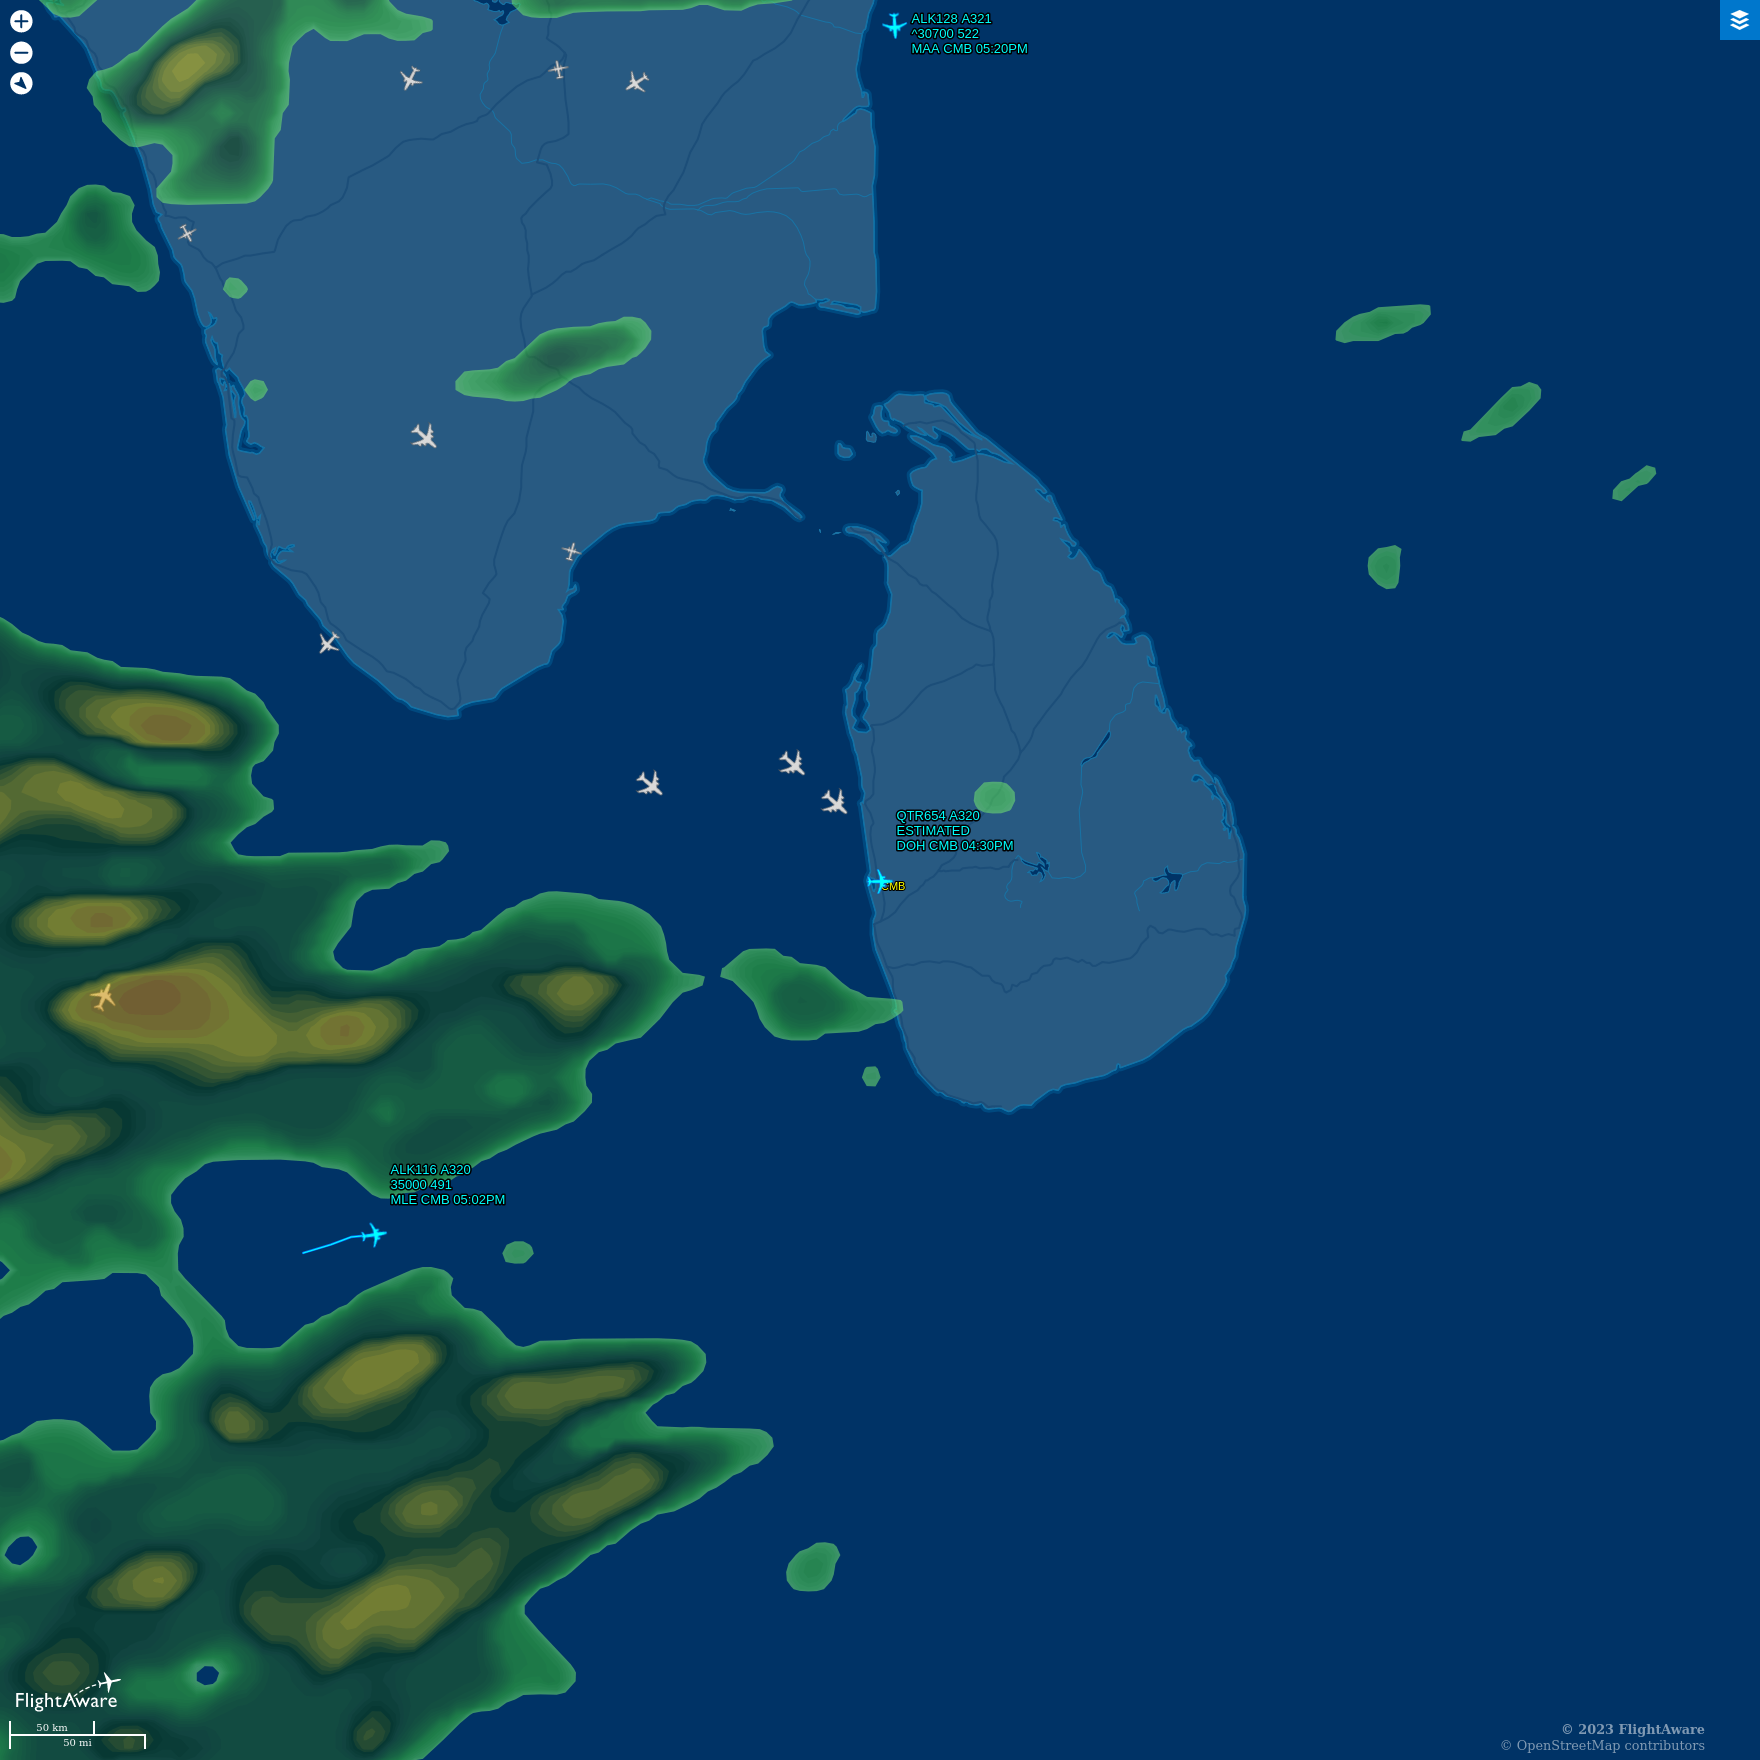 ALK128 A321
^30700 522
MAA CMB 05:20PM
QTR654 A320
ESTIMATED
DOH CMB 04:30PM
CMB
ALK116 A320
35000 491
MLE CMB 05:02PM
FlightAware
50 km
50 mi
© 2023 FlightAware
© OpenStreetMap contributors